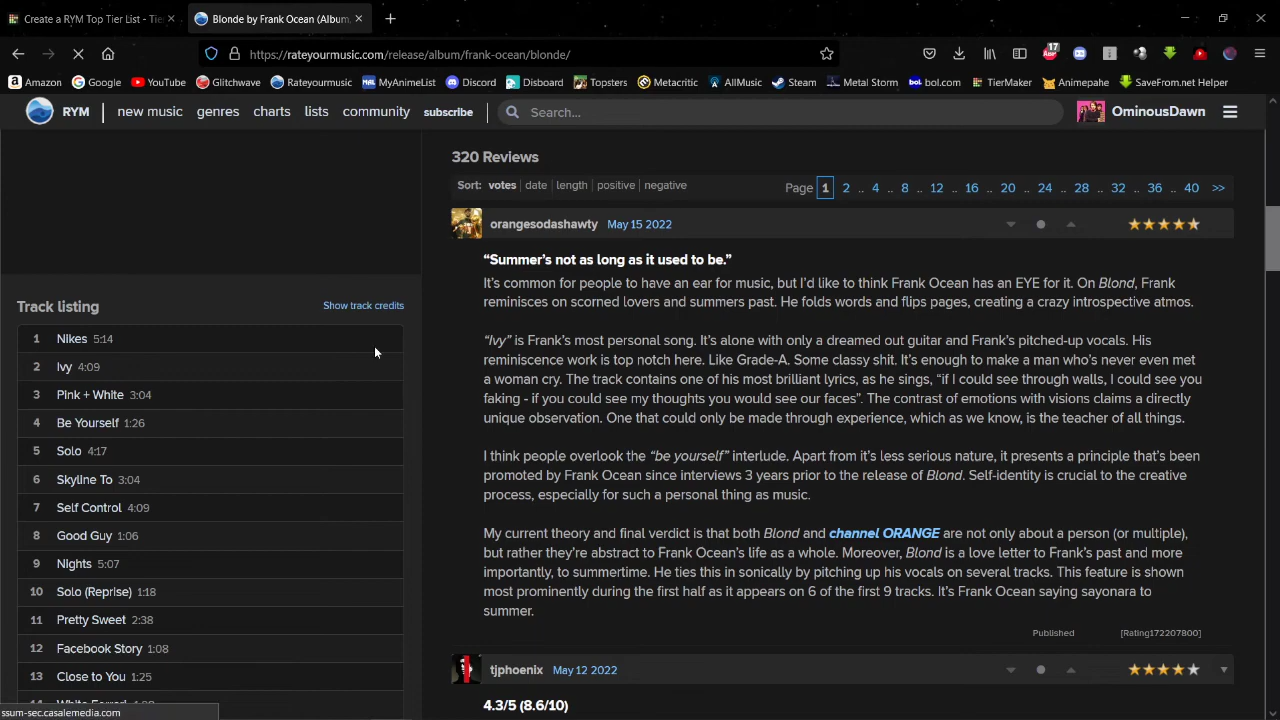 Create a RYM Top Tier List - Tie
Blonde by Frank Ocean (Album,
https://rateyourmusic.com/release/album/frank-ocean/blonde/
17
Amazon Google YouTube Glitchwave Rateyourmusic MyAnimeList Discord Disboard Topsters Metacritic AllMusic Steam Metal Storm bol.com TierMaker Animepahe SaveFrom.net Helper
RYM new music genres charts lists community subscribe Search... OminousDawn
320 Reviews
Sort: votes | date | length | positive | negative
Page 1 2 .. 4 .. 8 .. 12 .. 16 .. 20 .. 24 .. 28 .. 32 .. 36 .. 40 >>
orangesodashawty May 15 2022
“Summer’s not as long as it used to be.”
It’s common for people to have an ear for music, but I’d like to think Frank Ocean has an EYE for it. On Blond, Frank
reminisces on scorned lovers and summers past. He folds words and flips pages, creating a crazy introspective atmos.
“Ivy” is Frank’s most personal song. It’s alone with only a dreamed out guitar and Frank’s pitched-up vocals. His
reminiscence work is top notch here. Like Grade-A. Some classy shit. It’s enough to make a man who’s never even met
a woman cry. The track contains one of his most brilliant lyrics, as he sings, “if I could see through walls, I could see you
faking - if you could see my thoughts you would see our faces”. The contrast of emotions with visions claims a directly
unique observation. One that could only be made through experience, which as we know, is the teacher of all things.
I think people overlook the “be yourself” interlude. Apart from it’s less serious nature, it presents a principle that’s been
promoted by Frank Ocean since interviews 3 years prior to the release of Blond. Self-identity is crucial to the creative
process, especially for such a personal thing as music.
My current theory and final verdict is that both Blond and channel ORANGE are not only about a person (or multiple),
but rather they’re abstract to Frank Ocean’s life as a whole. Moreover, Blond is a love letter to Frank’s past and more
importantly, to summertime. He ties this in sonically by pitching up his vocals on several tracks. This feature is shown
most prominently during the first half as it appears on 6 of the first 9 tracks. It’s Frank Ocean saying sayonara to
summer.
Published [Rating172207800]
tjphoenix May 12 2022
4.3/5 (8.6/10)
Track listing
Show track credits
1 Nikes 5:14
2 Ivy 4:09
3 Pink + White 3:04
4 Be Yourself 1:26
5 Solo 4:17
6 Skyline To 3:04
7 Self Control 4:09
8 Good Guy 1:06
9 Nights 5:07
10 Solo (Reprise) 1:18
11 Pretty Sweet 2:38
12 Facebook Story 1:08
13 Close to You 1:25
ssum-sec.casalemedia.com